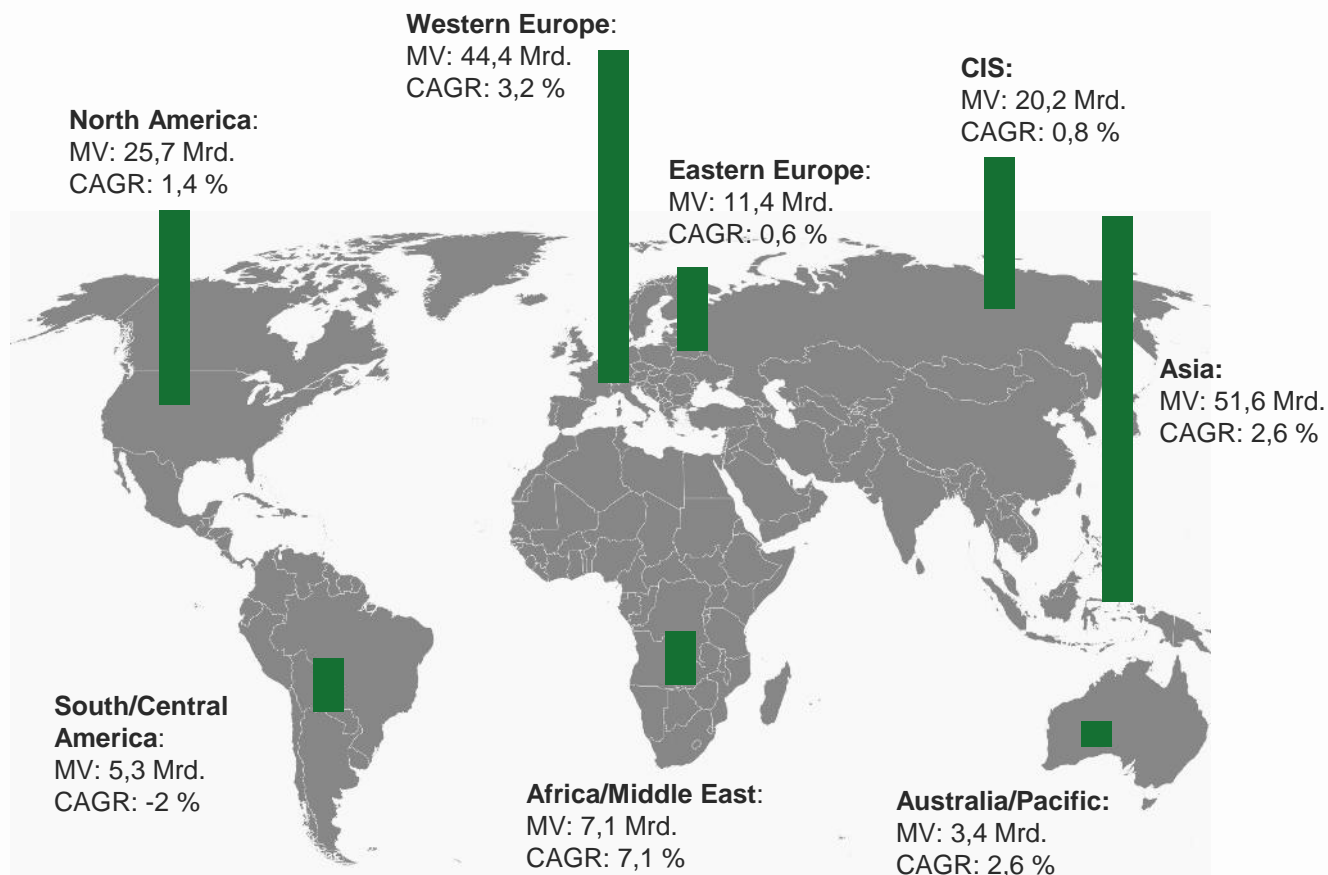 Western Europe:
MV: 44,4 Mrd.
CAGR: 3,2 %
CIS:
MV: 20,2 Mrd.
CAGR: 0,8 %
North America:
MV: 25,7 Mrd.
CAGR: 1,4 %
Eastern Europe:
MV: 11,4 Mrd.
CAGR: 0,6 %
Asia:
MV: 51,6 Mrd.
CAGR: 2,6 %
South/Central
America:
MV: 5,3 Mrd.
CAGR: -2 %
Africa/Middle East:
MV: 7,1 Mrd.
CAGR: 7,1 %
Australia/Pacific:
MV: 3,4 Mrd.
CAGR: 2,6 %